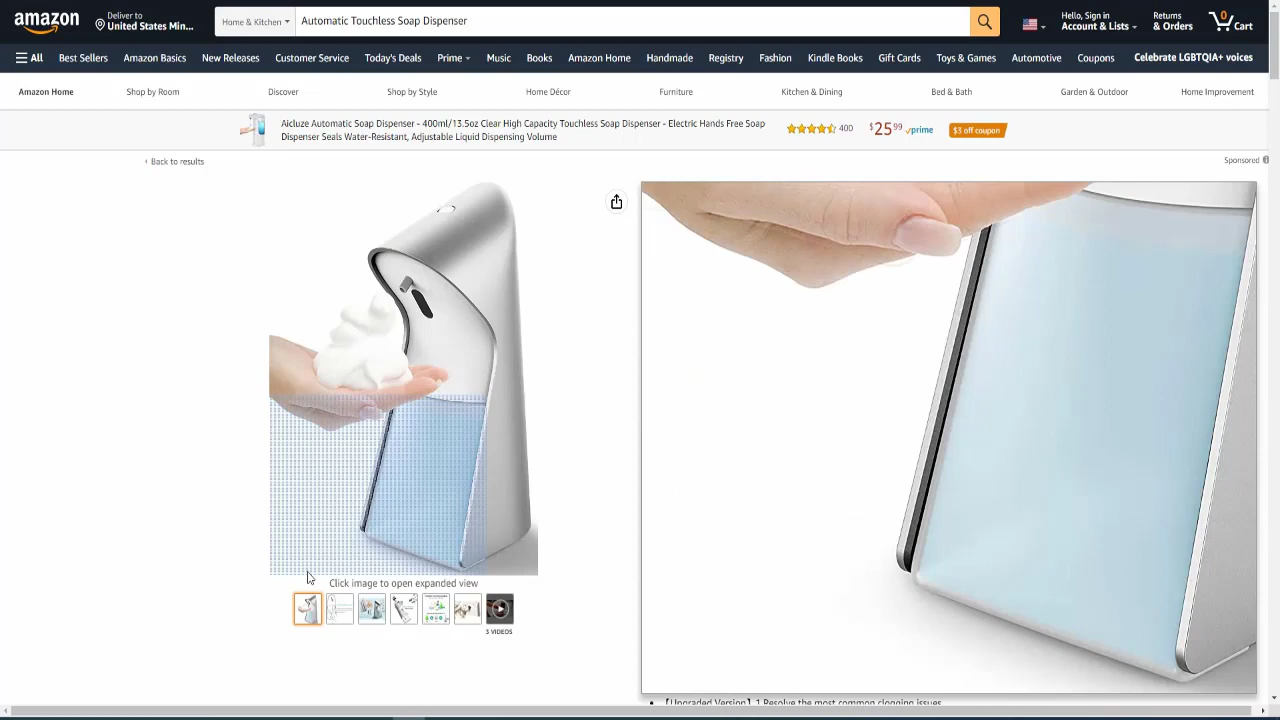 amazon
Deliver to
United States Min...
Home & Kitchen
Automatic Touchless Soap Dispenser
Hello, Sign in
Account & Lists
Returns
& Orders
0
Cart
All
Best Sellers
Amazon Basics
New Releases
Customer Service
Today's Deals
Prime
Music
Books
Amazon Home
Handmade
Registry
Fashion
Kindle Books
Gift Cards
Toys & Games
Automotive
Coupons
Celebrate LGBTQIA+ voices
Amazon Home
Shop by Room
Discover
Shop by Style
Home Décor
Furniture
Kitchen & Dining
Bed & Bath
Garden & Outdoor
Home Improvement
Aicluze Automatic Soap Dispenser - 400ml/13.5oz Clear High Capacity Touchless Soap Dispenser - Electric Hands Free Soap
Dispenser Seals Water-Resistant, Adjustable Liquid Dispensing Volume
400
$25 99
prime
$3 off coupon
‹ Back to results
Sponsored
Click image to open expanded view
3 VIDEOS
• 【Upgraded Version】1.Resolve the most common clogging issues